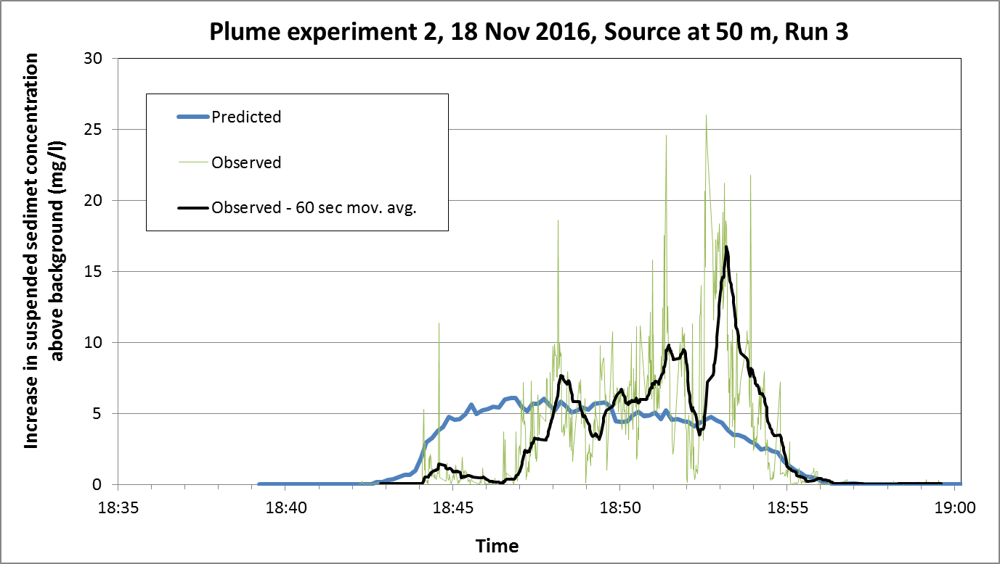 Plume experiment 2, 18 Nov 2016, Source at 50 m, Run 3
Increase in suspended sedimet concentration
above background (mg/l)
30
25
20
15
10
5
0
Predicted
Observed
Observed - 60 sec mov. avg.
18:35
18:40
18:45
18:50
18:55
19:00
Time